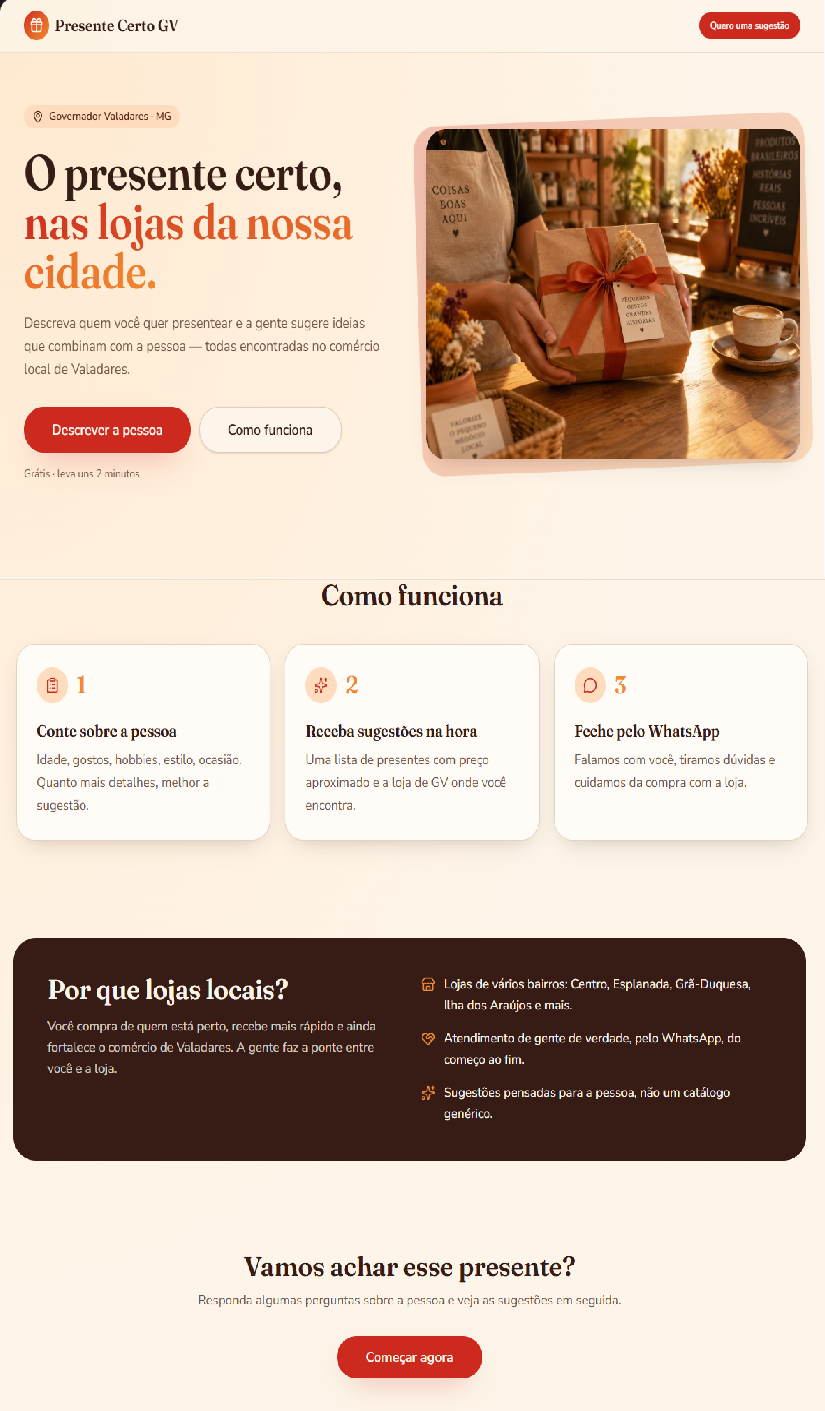 Presente Certo GV
Quero uma sugestão
Governador Valadares · MG
O presente certo,
nas lojas da nossa
cidade.
Descreva quem você quer presentear e a gente sugere ideias
que combinam com a pessoa — todas encontradas no comércio
local de Valadares.
Descrever a pessoa
Como funciona
Grátis · leva uns 2 minutos
COISAS
BOAS
AQUI
PRODUTOS
BRASILEIROS
HISTÓRIAS
REAIS
PESSOAS
INCRÍVEIS
PEQUENOS
GESTOS
GRANDES
HISTÓRIAS
VALORIZE
O PEQUENO
NEGÓCIO
LOCAL
Como funciona
1
Conte sobre a pessoa
Idade, gostos, hobbies, estilo, ocasião.
Quanto mais detalhes, melhor a
sugestão.
2
Receba sugestões na hora
Uma lista de presentes com preço
aproximado e a loja de GV onde você
encontra.
3
Feche pelo WhatsApp
Falamos com você, tiramos dúvidas e
cuidamos da compra com a loja.
Por que lojas locais?
Você compra de quem está perto, recebe mais rápido e ainda
fortalece o comércio de Valadares. A gente faz a ponte entre
você e a loja.
Lojas de vários bairros: Centro, Esplanada, Grã-Duquesa,
Ilha dos Araújos e mais.
Atendimento de gente de verdade, pelo WhatsApp, do
começo ao fim.
Sugestões pensadas para a pessoa, não um catálogo
genérico.
Vamos achar esse presente?
Responda algumas perguntas sobre a pessoa e veja as sugestões em seguida.
Começar agora